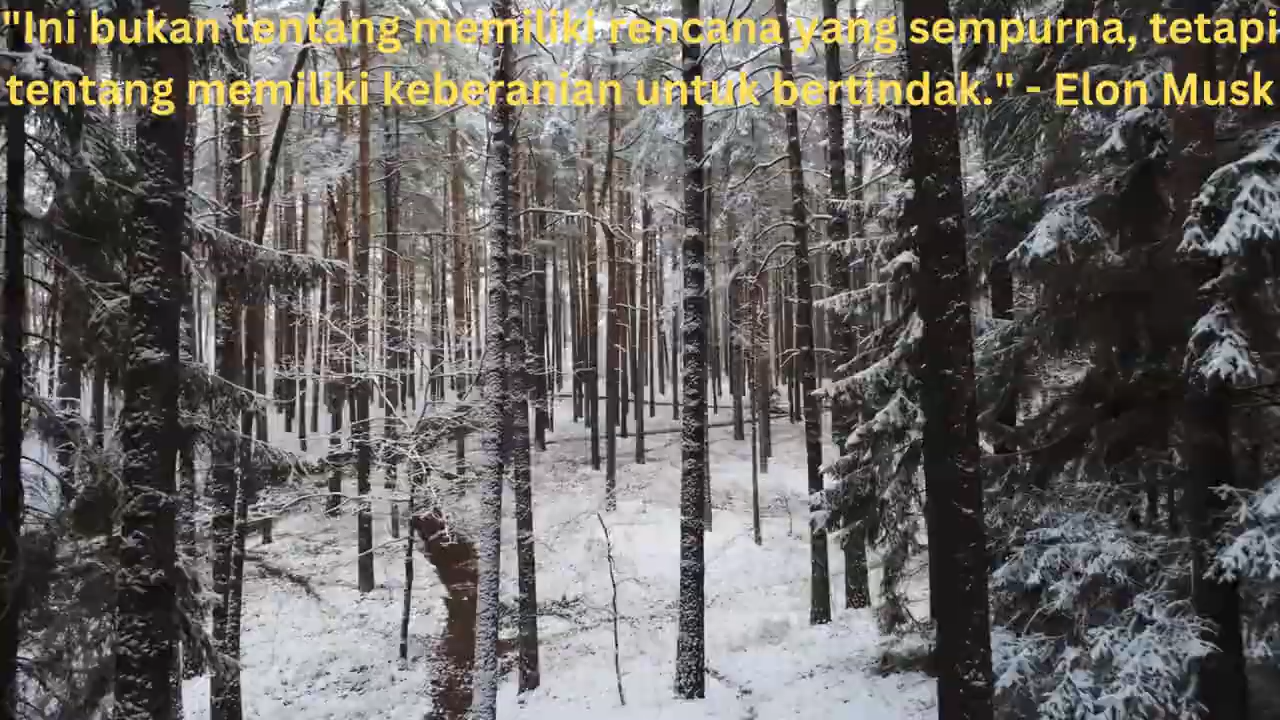 "Ini bukan tentang memiliki rencana yang sempurna, tetapi
tentang memiliki keberanian untuk bertindak." - Elon Musk